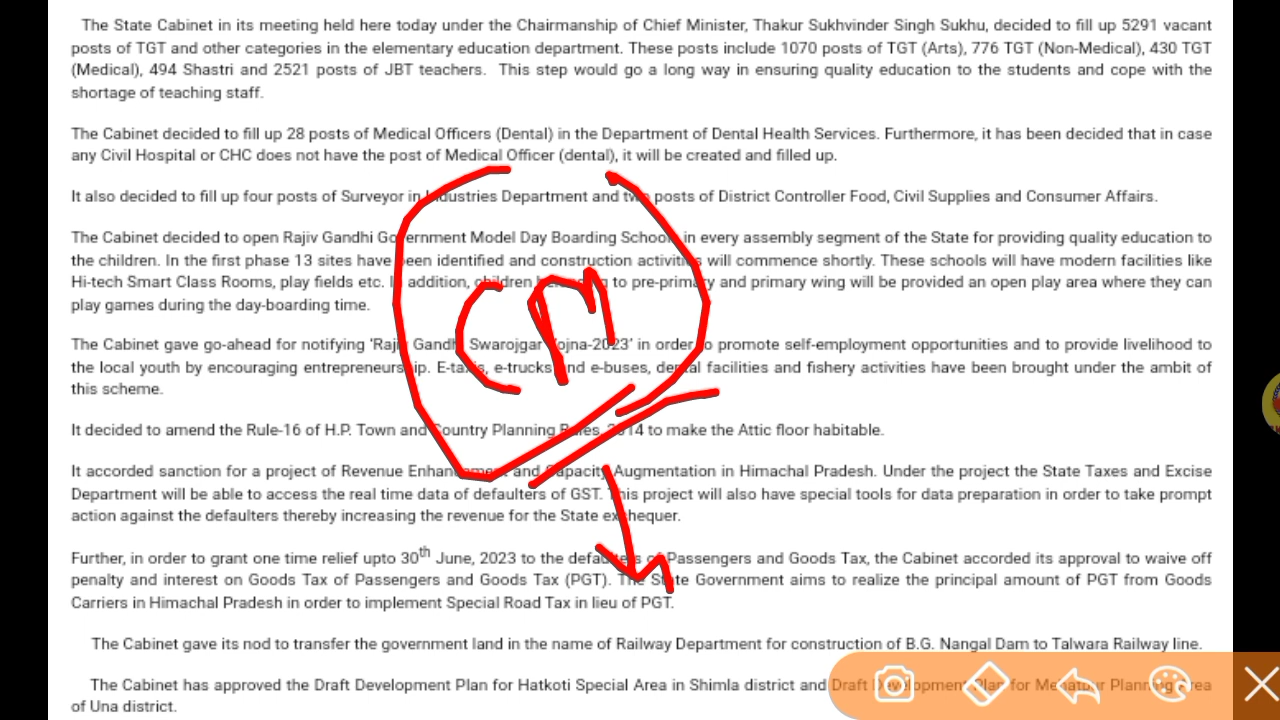 The State Cabinet in its meeting held here today under the Chairmanship of Chief Minister, Thakur Sukhvinder Singh Sukhu, decided to fill up 5291 vacant
posts of TGT and other categories in the elementary education department. These posts include 1070 posts of TGT (Arts), 776 TGT (Non-Medical), 430 TGT
(Medical), 494 Shastri and 2521 posts of JBT teachers. This step would go a long way in ensuring quality education to the students and cope with the
shortage of teaching staff.
The Cabinet decided to fill up 28 posts of Medical Officers (Dental) in the Department of Dental Health Services. Furthermore, it has been decided that in case
any Civil Hospital or CHC does not have the post of Medical Officer (dental), it will be created and filled up.
It also decided to fill up four posts of Surveyor in Industries Department and two posts of District Controller Food, Civil Supplies and Consumer Affairs.
The Cabinet decided to open Rajiv Gandhi Government Model Day Boarding Schools in every assembly segment of the State for providing quality education to
the children. In the first phase 13 sites have been identified and construction activities will commence shortly. These schools will have modern facilities like
Hi-tech Smart Class Rooms, play fields etc. In addition, children to pre-primary and primary wing will be provided an open play area where they can
play games during the day-boarding time.
CM
The Cabinet gave go-ahead for notifying 'Rajiv Gandhi Swarojgar Yojna-2023' in order to promote self-employment opportunities and to provide livelihood to
the local youth by encouraging entrepreneurship. E-taxis, e-trucks and e-buses, dental facilities and fishery activities have been brought under the ambit of
this scheme.
It decided to amend the Rule-16 of H.P. Town and Country Planning Rules, 2014 to make the Attic floor habitable.
It accorded sanction for a project of Revenue Enhancement and Capacity Augmentation in Himachal Pradesh. Under the project the State Taxes and Excise
Department will be able to access the real time data of defaulters of GST. This project will also have special tools for data preparation in order to take prompt
action against the defaulters thereby increasing the revenue for the State exchequer.
Further, in order to grant one time relief upto 30th June, 2023 to the defaulters of Passengers and Goods Tax, the Cabinet accorded its approval to waive off
penalty and interest on Goods Tax of Passengers and Goods Tax (PGT). The State Government aims to realize the principal amount of PGT from Goods
Carriers in Himachal Pradesh in order to implement Special Road Tax in lieu of PGT.
The Cabinet gave its nod to transfer the government land in the name of Railway Department for construction of B.G. Nangal Dam to Talwara Railway line.
The Cabinet has approved the Draft Development Plan for Hatkoti Special Area in Shimla district and Draft Development Plan for Planning Area
of Una district.